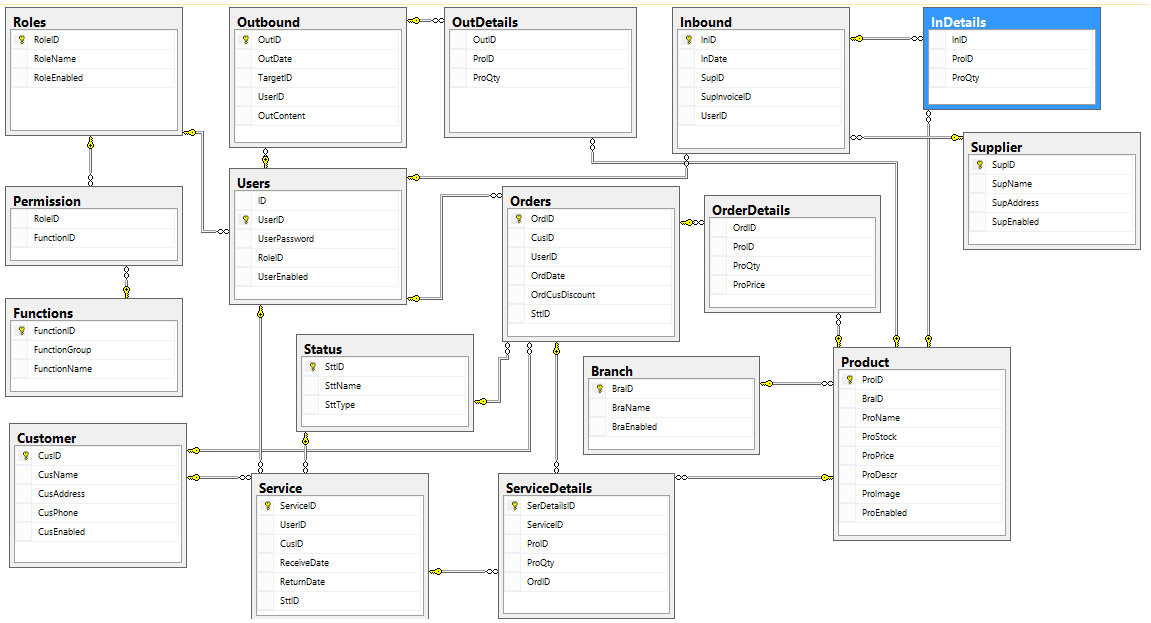 Roles
RoleID
RoleName
RoleEnabled
Outbound
OutID
OutDate
TargetID
UserID
OutContent
OutDetails
OutID
ProID
ProQty
Inbound
InID
InDate
SupID
SupInvoiceID
UserID
InDetails
InID
ProID
ProQty
Supplier
SupID
SupName
SupAddress
SupEnabled
Permission
RoleID
FunctionID
Users
ID
UserID
UserPassword
RoleID
UserEnabled
Orders
OrdID
CusID
UserID
OrdDate
OrdCusDiscount
SttID
OrderDetails
OrdID
ProID
ProQty
ProPrice
Functions
FunctionID
FunctionGroup
FunctionName
Status
SttID
SttName
SttType
Branch
BraID
BraName
BraEnabled
Product
ProID
BraID
ProName
ProStock
ProPrice
ProDescr
ProImage
ProEnabled
Customer
CusID
CusName
CusAddress
CusPhone
CusEnabled
Service
ServiceID
UserID
CusID
ReceiveDate
ReturnDate
SttID
ServiceDetails
SerDetailsID
ServiceID
ProID
ProQty
OrdID